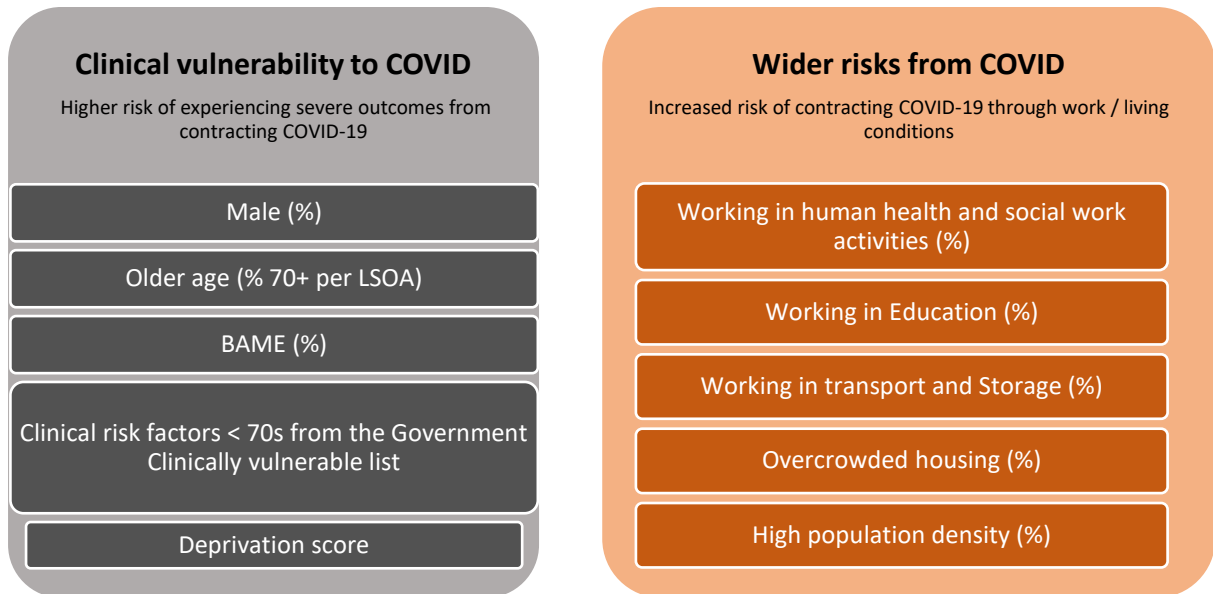 Clinical vulnerability to COVID
Higher risk of experiencing severe outcomes from
contracting COVID-19
Male (%)
Older age (% 70+ per LSOA)
BAME (%)
Clinical risk factors < 70s from the Government
Clinically vulnerable list
Deprivation score
Wider risks from COVID
Increased risk of contracting COVID-19 through work / living
conditions
Working in human health and social work
activities (%)
Working in Education (%)
Working in transport and Storage (%)
Overcrowded housing (%)
High population density (%)